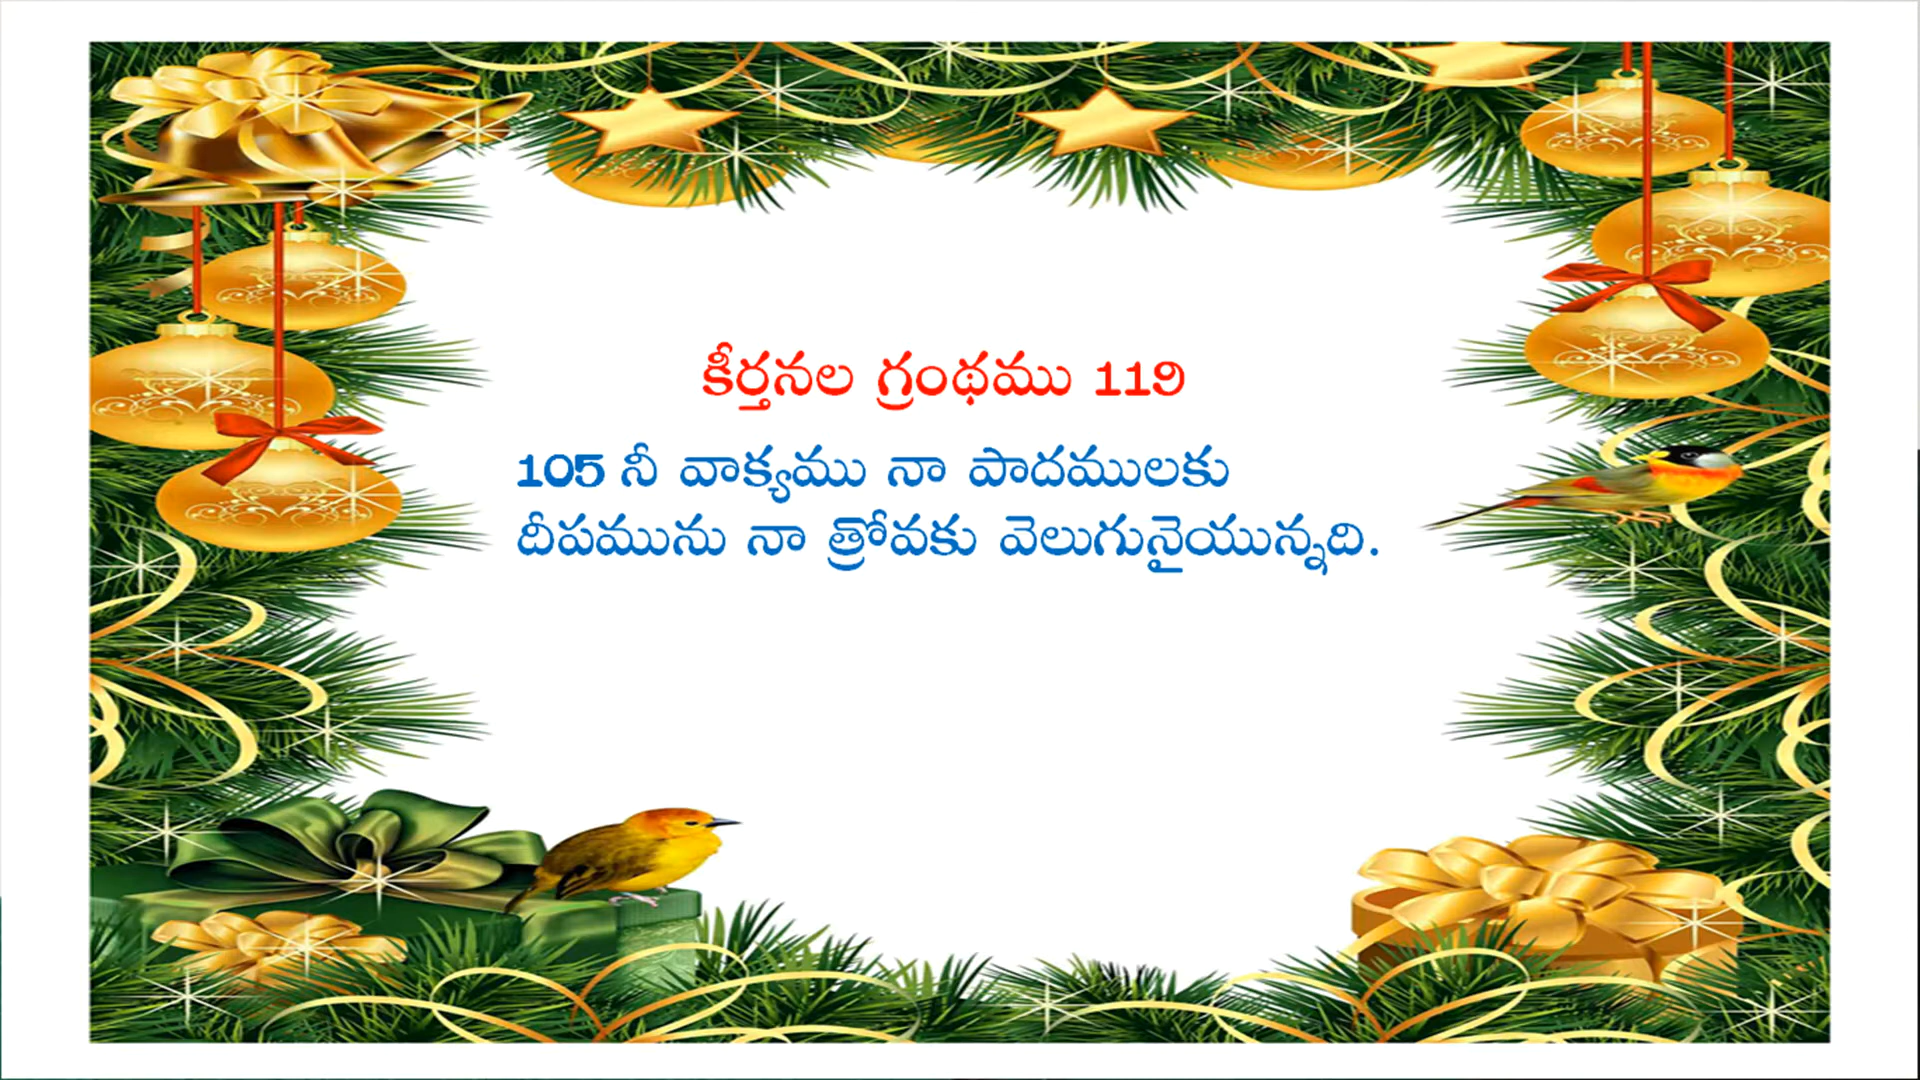 కీర్తనల గ్రంథము 119
105 నీ వాక్యము నా పాదములకు
దీపమును నా త్రోవకు వెలుగునైయున్నది.